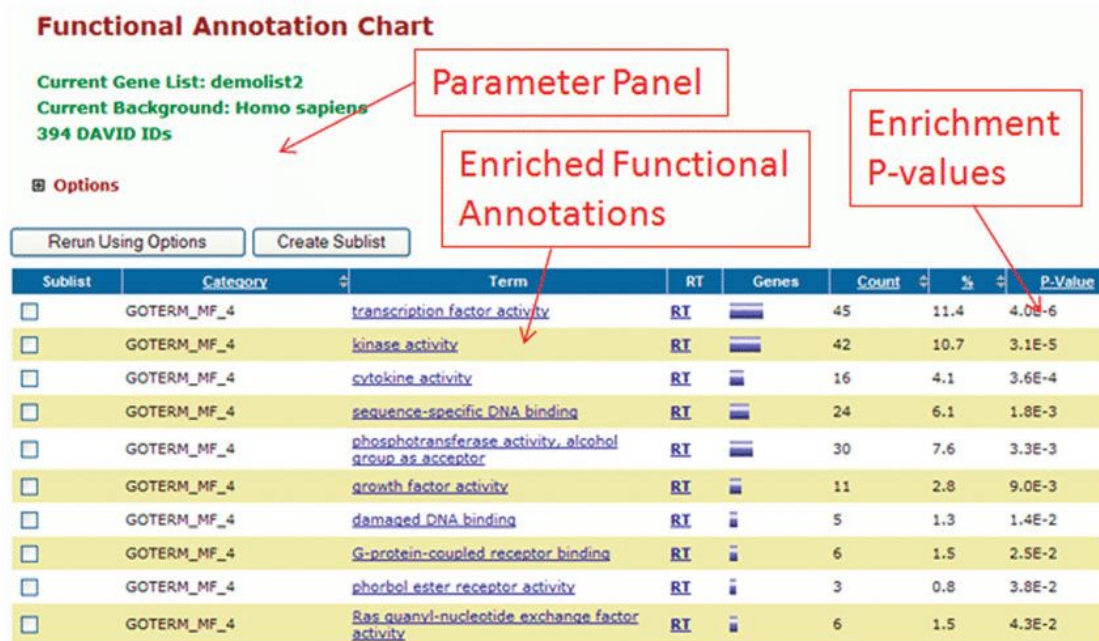 Functional Annotation Chart
Current Gene List: demolist2
Current Background: Homo sapiens
394 DAVID IDs
Parameter Panel
Enriched Functional
Annotations
Enrichment
P-values
Options
Rerun Using Options Create Sublist
Sublist Category Term RT Genes Count % P-Value
GOTERM_MF_4 transcription factor activity RT 45 11.4 4.0E-6
GOTERM_MF_4 kinase activity RT 42 10.7 3.1E-5
GOTERM_MF_4 cytokine activity RT 16 4.1 3.6E-4
GOTERM_MF_4 sequence-specific DNA binding RT 24 6.1 1.8E-3
GOTERM_MF_4 phosphotransferase activity, alcohol
group as acceptor RT 30 7.6 3.3E-3
GOTERM_MF_4 growth factor activity RT 11 2.8 9.0E-3
GOTERM_MF_4 damaged DNA binding RT 5 1.3 1.4E-2
GOTERM_MF_4 G-protein-coupled receptor binding RT 6 1.5 2.5E-2
GOTERM_MF_4 phorbol ester receptor activity RT 3 0.8 3.8E-2
GOTERM_MF_4 Ras guanyl-nucleotide exchange factor
activity RT 6 1.5 4.3E-2